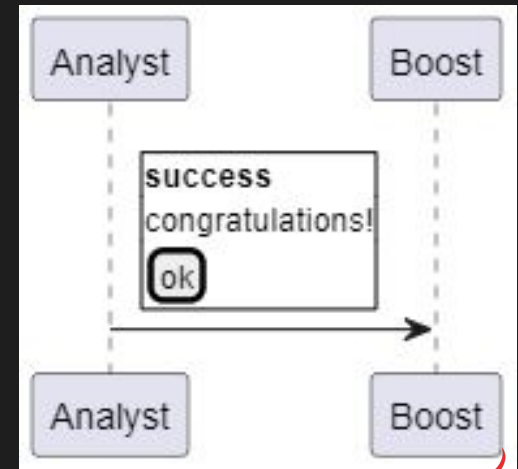 Analyst
Boost
success
congratulations!
ok
Analyst
Boost